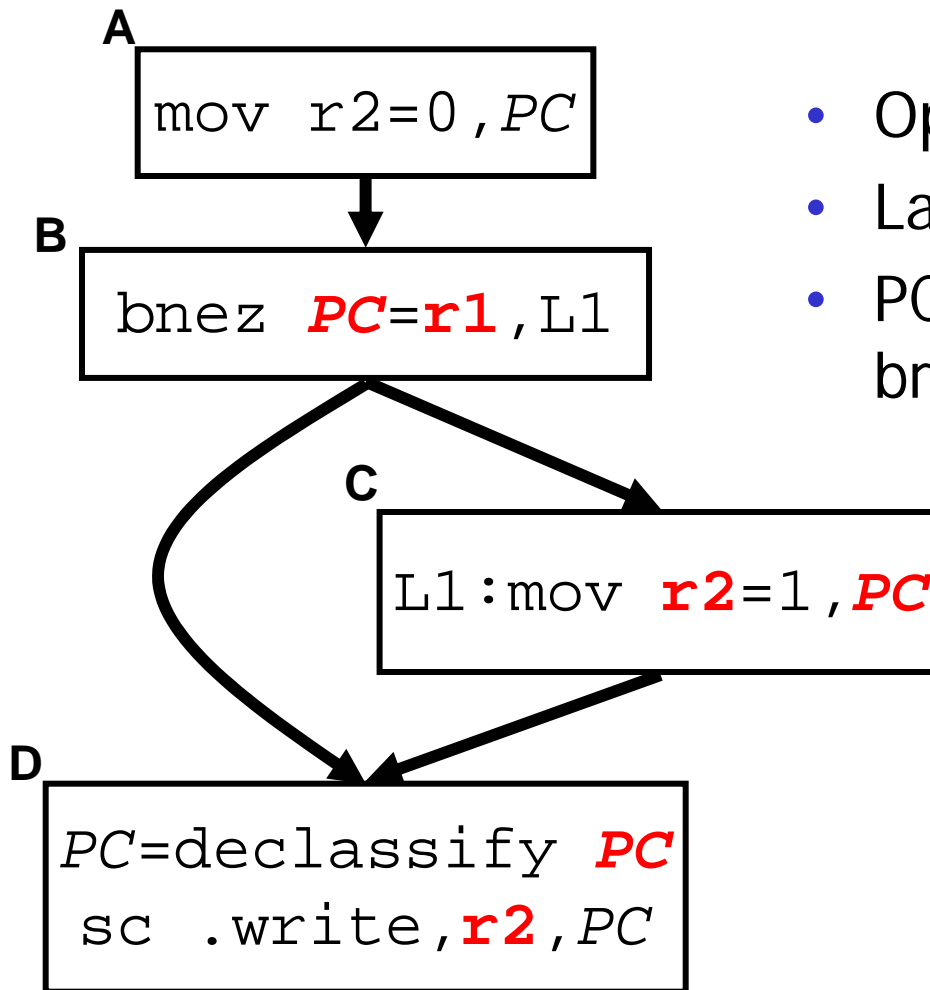 A
mov r2=0,PC
B
bnez PC=r1,L1
C
L1:mov r2=1,PC
D
PC=declassify PC
sc .write,r2,PC